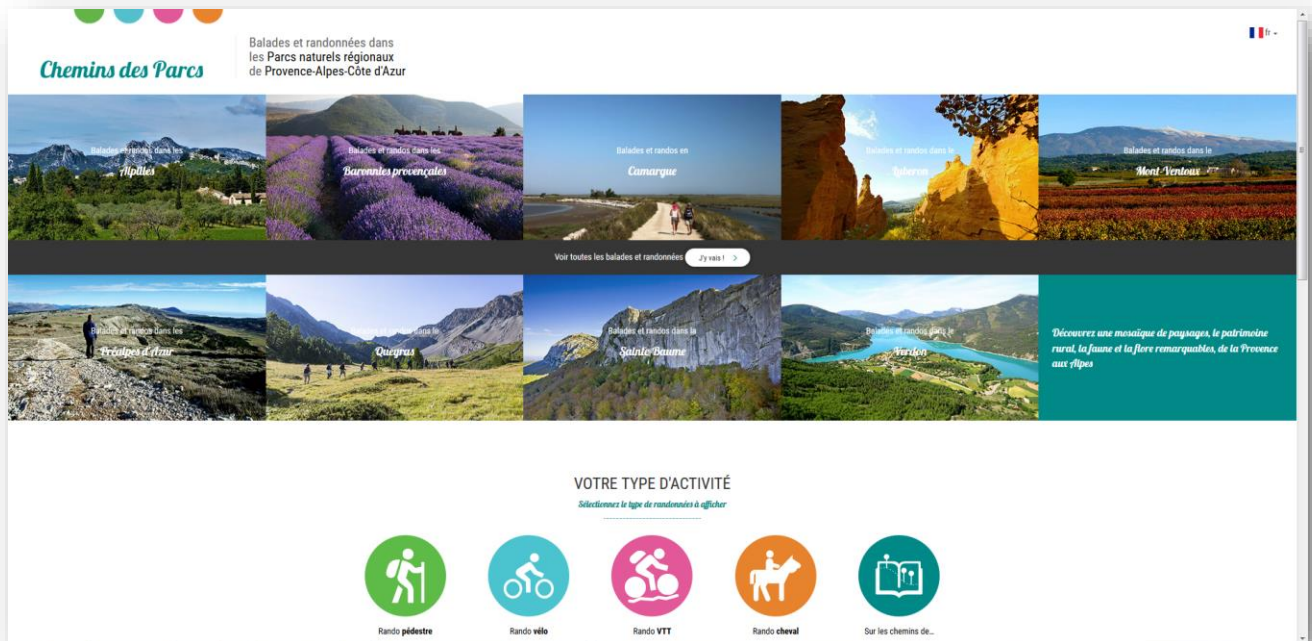 fr
Chemins des Parcs
Balades et randonnées dans
les Parcs naturels régionaux
de Provence-Alpes-Côte d'Azur
Balades et randos dans les
Alpilles
Balades et randos dans les
Baronnies provençales
Balades et randos en
Camargue
Balades et randos dans le
Luberon
Balades et randos dans le
Mont-Ventoux
Voir toutes les balades et randonnées J'y vais !
Balades et randos dans les
Préalpes d'Azur
Balades et randos dans le
Queyras
Balades et randos dans la
Sainte-Baume
Balades et randos dans le
Verdon
Découvrez une mosaïque de paysages, le patrimoine
rural, la faune et la flore remarquables, de la Provence
aux Alpes
VOTRE TYPE D'ACTIVITÉ
Sélectionnez le type de randonnées à afficher
Rando pédestre
Rando vélo
Rando VTT
Rando cheval
Sur les chemins de...